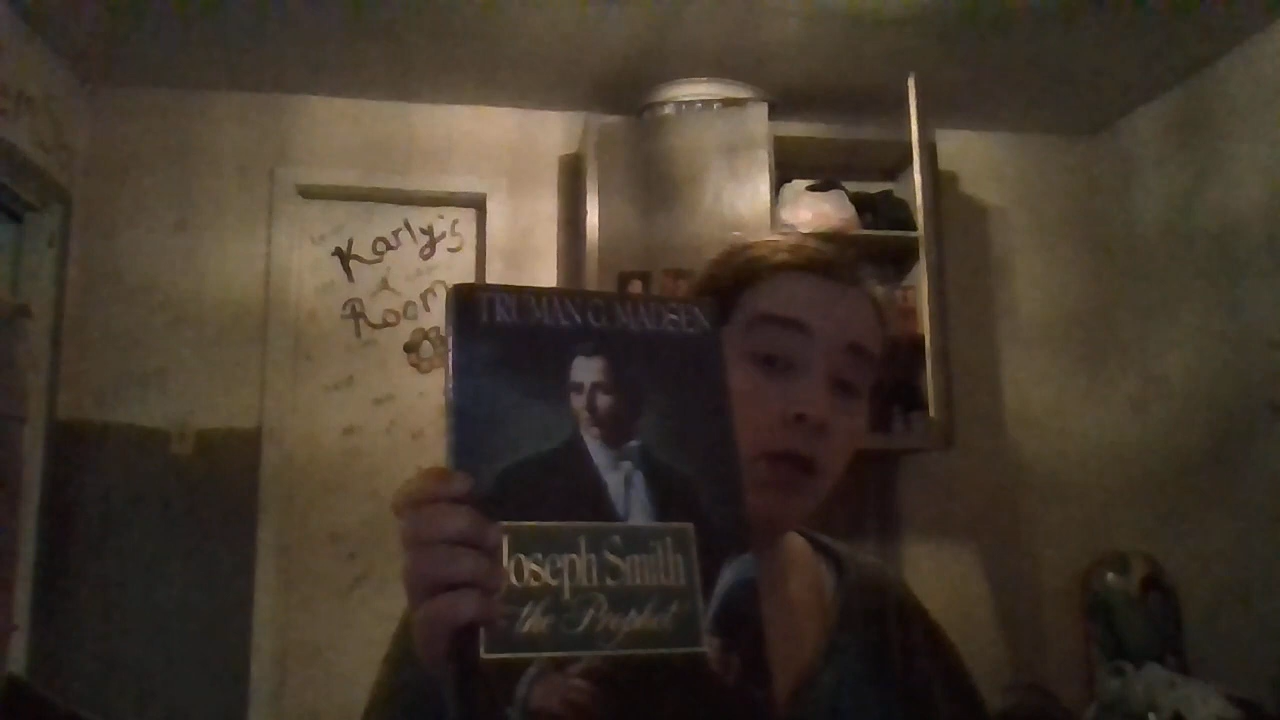 Karly's
Room
TRUMAN G. MADSEN
Joseph Smith
the Prophet